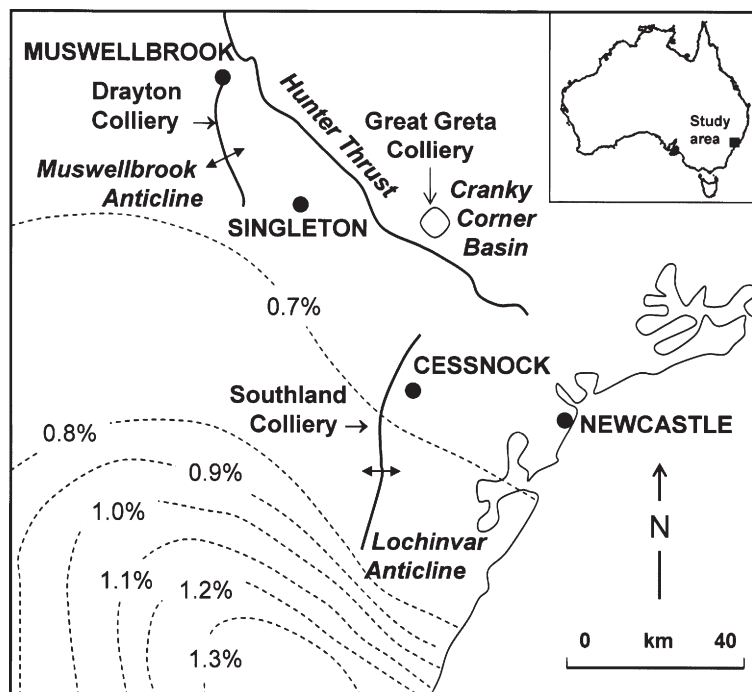 MUSWELLBROOK
Drayton
Colliery
Muswellbrook
Anticline
SINGLETON
Hunter Thrust
Great Greta
Colliery
Cranky
Corner
Basin
Study
area
0.7%
CESSNOCK
Southland
Colliery
NEWCASTLE
0.8%
0.9%
1.0%
1.1%
1.2%
1.3%
Lochinvar
Anticline
N
0 km 40